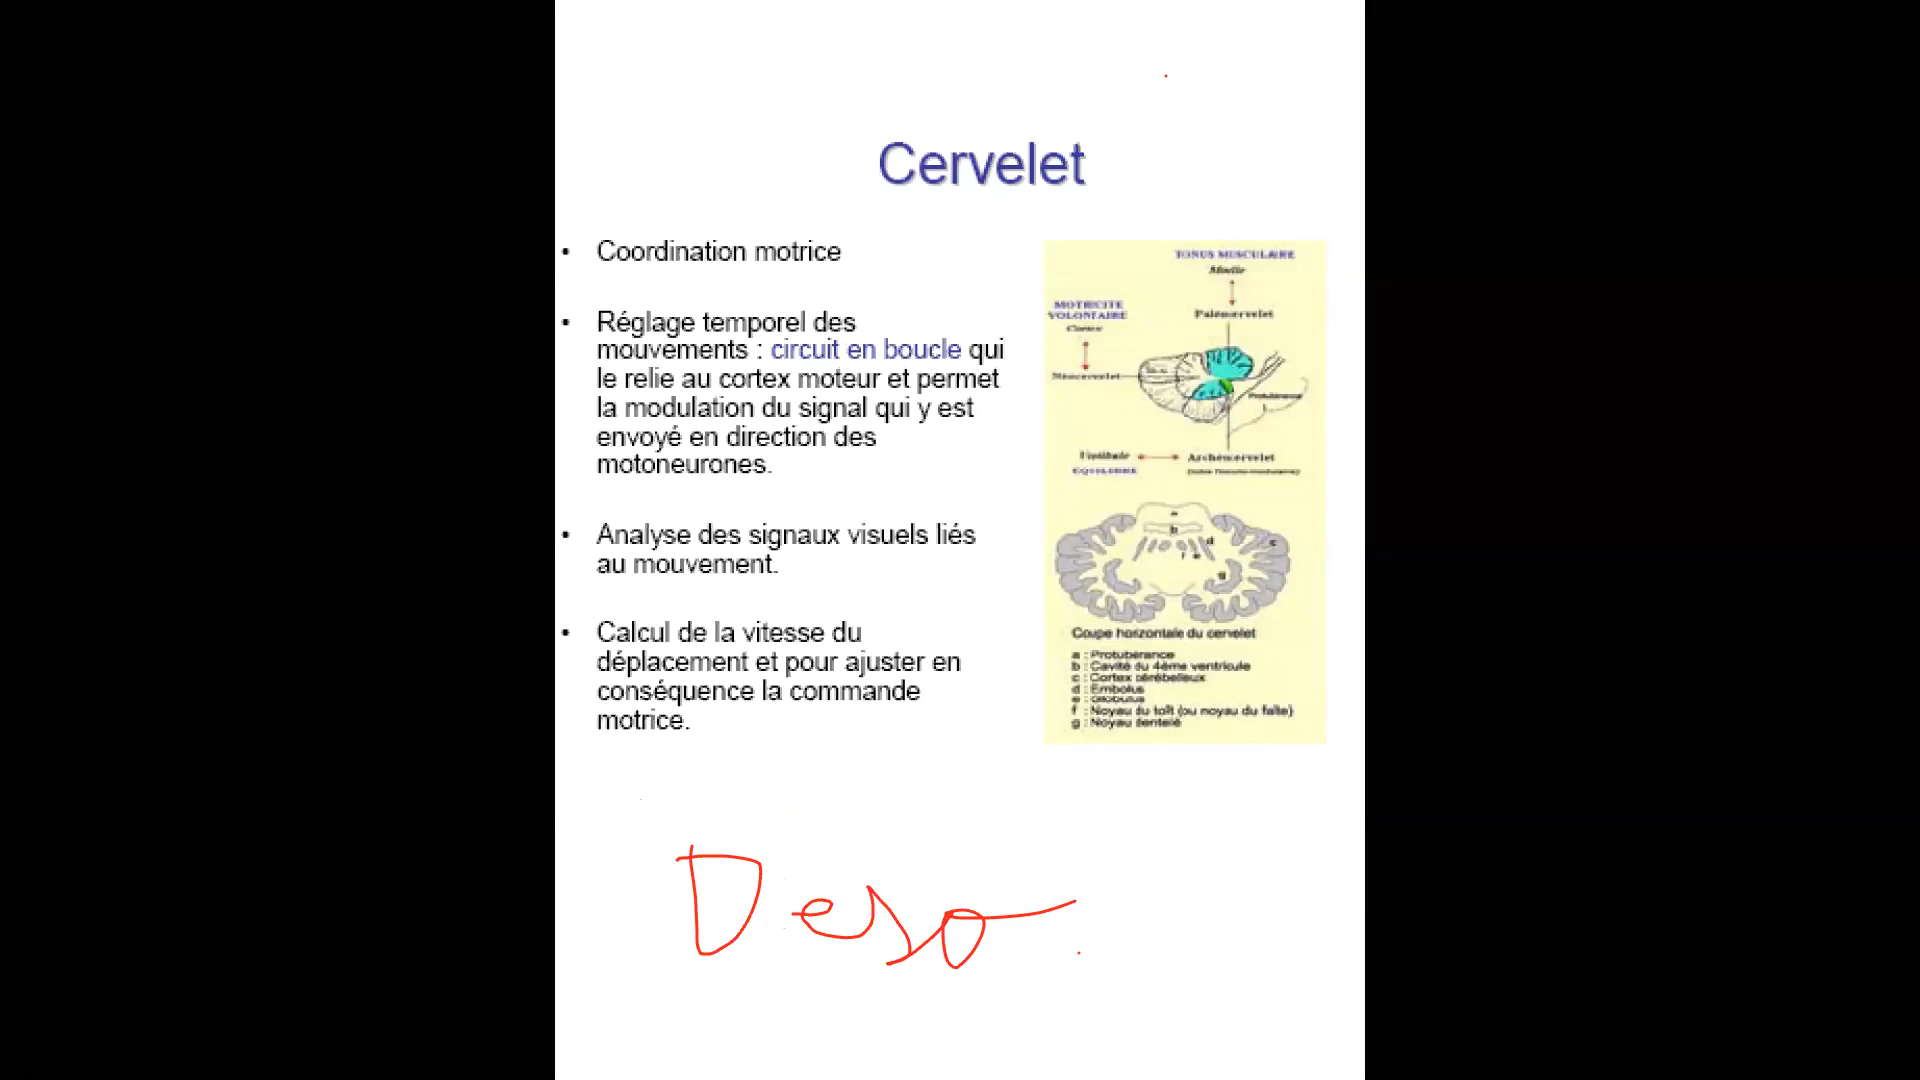 Cervelet
• Coordination motrice
• Réglage temporel des
mouvements : circuit en boucle qui
le relie au cortex moteur et permet
la modulation du signal qui y est
envoyé en direction des
motoneurones.
• Analyse des signaux visuels liés
au mouvement.
• Calcul de la vitesse du
déplacement et pour ajuster en
conséquence la commande
motrice.
TONUS MUSCULAIRE
Moelle
MOTRICITE
VOLONTAIRE
Cortex
Paléocervelet
Néocervelet
Protubérance
Vestibule
Archéocervelet
EQUILIBRE
a
b
d
c
f e
g
Coupe horizontale du cervelet
a : Protubérance
b : Cavité du 4ème ventricule
c : Cortex cérébelleux
d : Embolus
e : Globulus
f : Noyau du toît (ou noyau du faîte)
g : Noyau dentelé
Deso